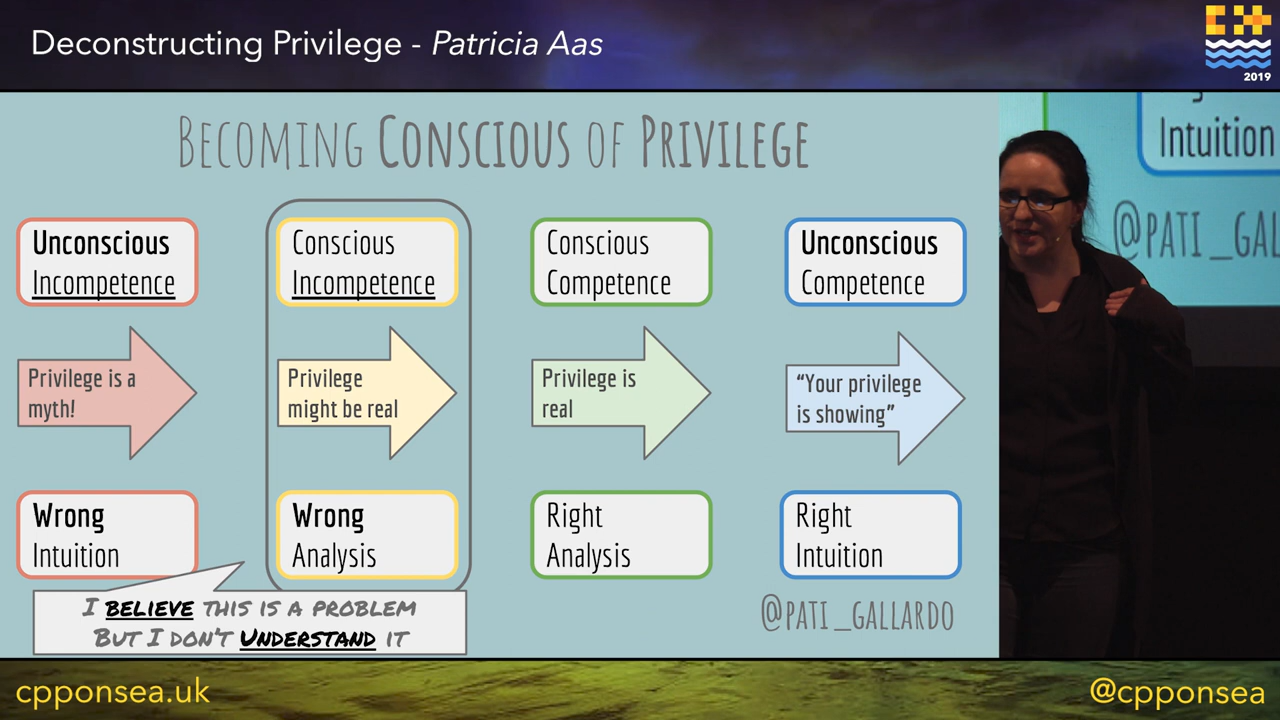 Deconstructing Privilege - Patricia Aas
2019
BECOMING CONSCIOUS OF PRIVILEGE
Unconscious
Incompetence
Conscious
Incompetence
Conscious
Competence
Unconscious
Competence
Privilege is a
myth!
Privilege
might be real
Privilege is
real
“Your privilege
is showing”
Wrong
Intuition
Wrong
Analysis
Right
Analysis
Right
Intuition
I BELIEVE THIS IS A PROBLEM
BUT I DON'T UNDERSTAND IT
@PATI_GALLARDO
Intuition
@PATI_GAL
cpponsea.uk
@cpponsea